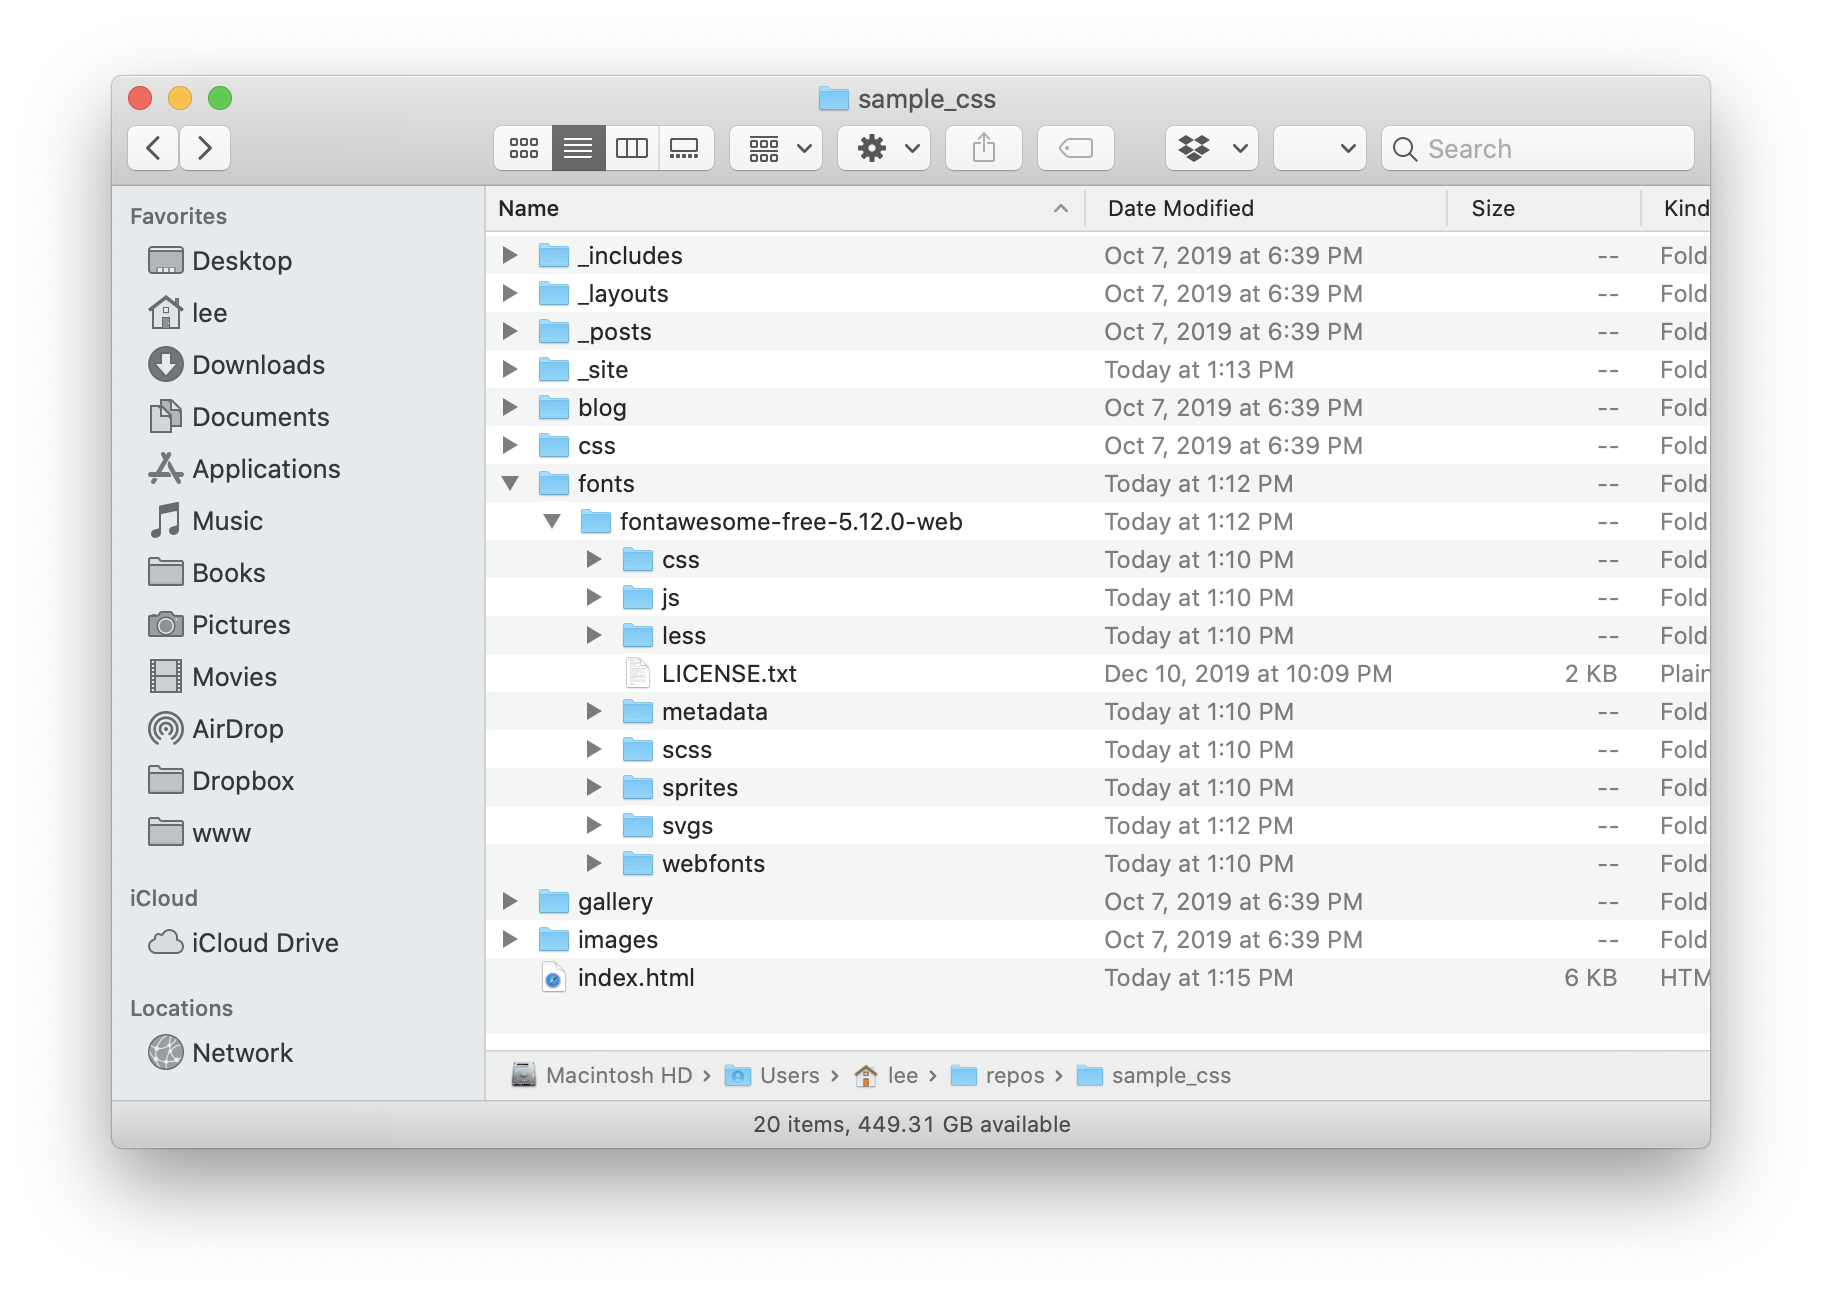 sample_css
Search
Favorites
Desktop
lee
Downloads
Documents
Applications
Music
Books
Pictures
Movies
AirDrop
Dropbox
www
iCloud
iCloud Drive
Locations
Network
Name Date Modified Size Kind
_includes Oct 7, 2019 at 6:39 PM -- Fold
_layouts Oct 7, 2019 at 6:39 PM -- Fold
_posts Oct 7, 2019 at 6:39 PM -- Fold
_site Today at 1:13 PM -- Fold
blog Oct 7, 2019 at 6:39 PM -- Fold
css Oct 7, 2019 at 6:39 PM -- Fold
fonts Today at 1:12 PM -- Fold
fontawesome-free-5.12.0-web Today at 1:12 PM -- Fold
css Today at 1:10 PM -- Fold
js Today at 1:10 PM -- Fold
less Today at 1:10 PM -- Fold
LICENSE.txt Dec 10, 2019 at 10:09 PM 2 KB Plain
metadata Today at 1:10 PM -- Fold
scss Today at 1:10 PM -- Fold
sprites Today at 1:10 PM -- Fold
svgs Today at 1:12 PM -- Fold
webfonts Today at 1:10 PM -- Fold
gallery Oct 7, 2019 at 6:39 PM -- Fold
images Oct 7, 2019 at 6:39 PM -- Fold
index.html Today at 1:15 PM 6 KB HTM
Macintosh HD › Users › lee › repos › sample_css
20 items, 449.31 GB available